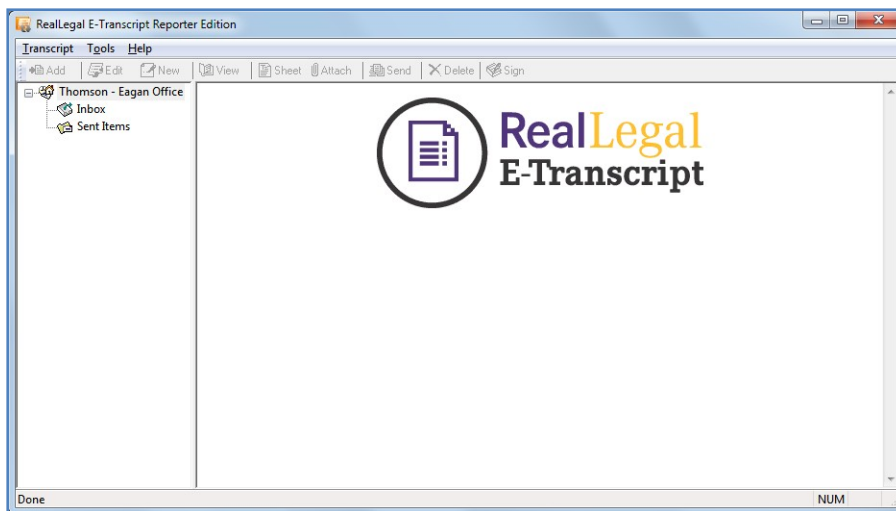 RealLegal E-Transcript Reporter Edition
Transcript Tools Help
Add Edit New View Sheet Attach Send Delete Sign
Thomson - Eagan Office
Inbox
Sent Items
RealLegal
E-Transcript
Done NUM